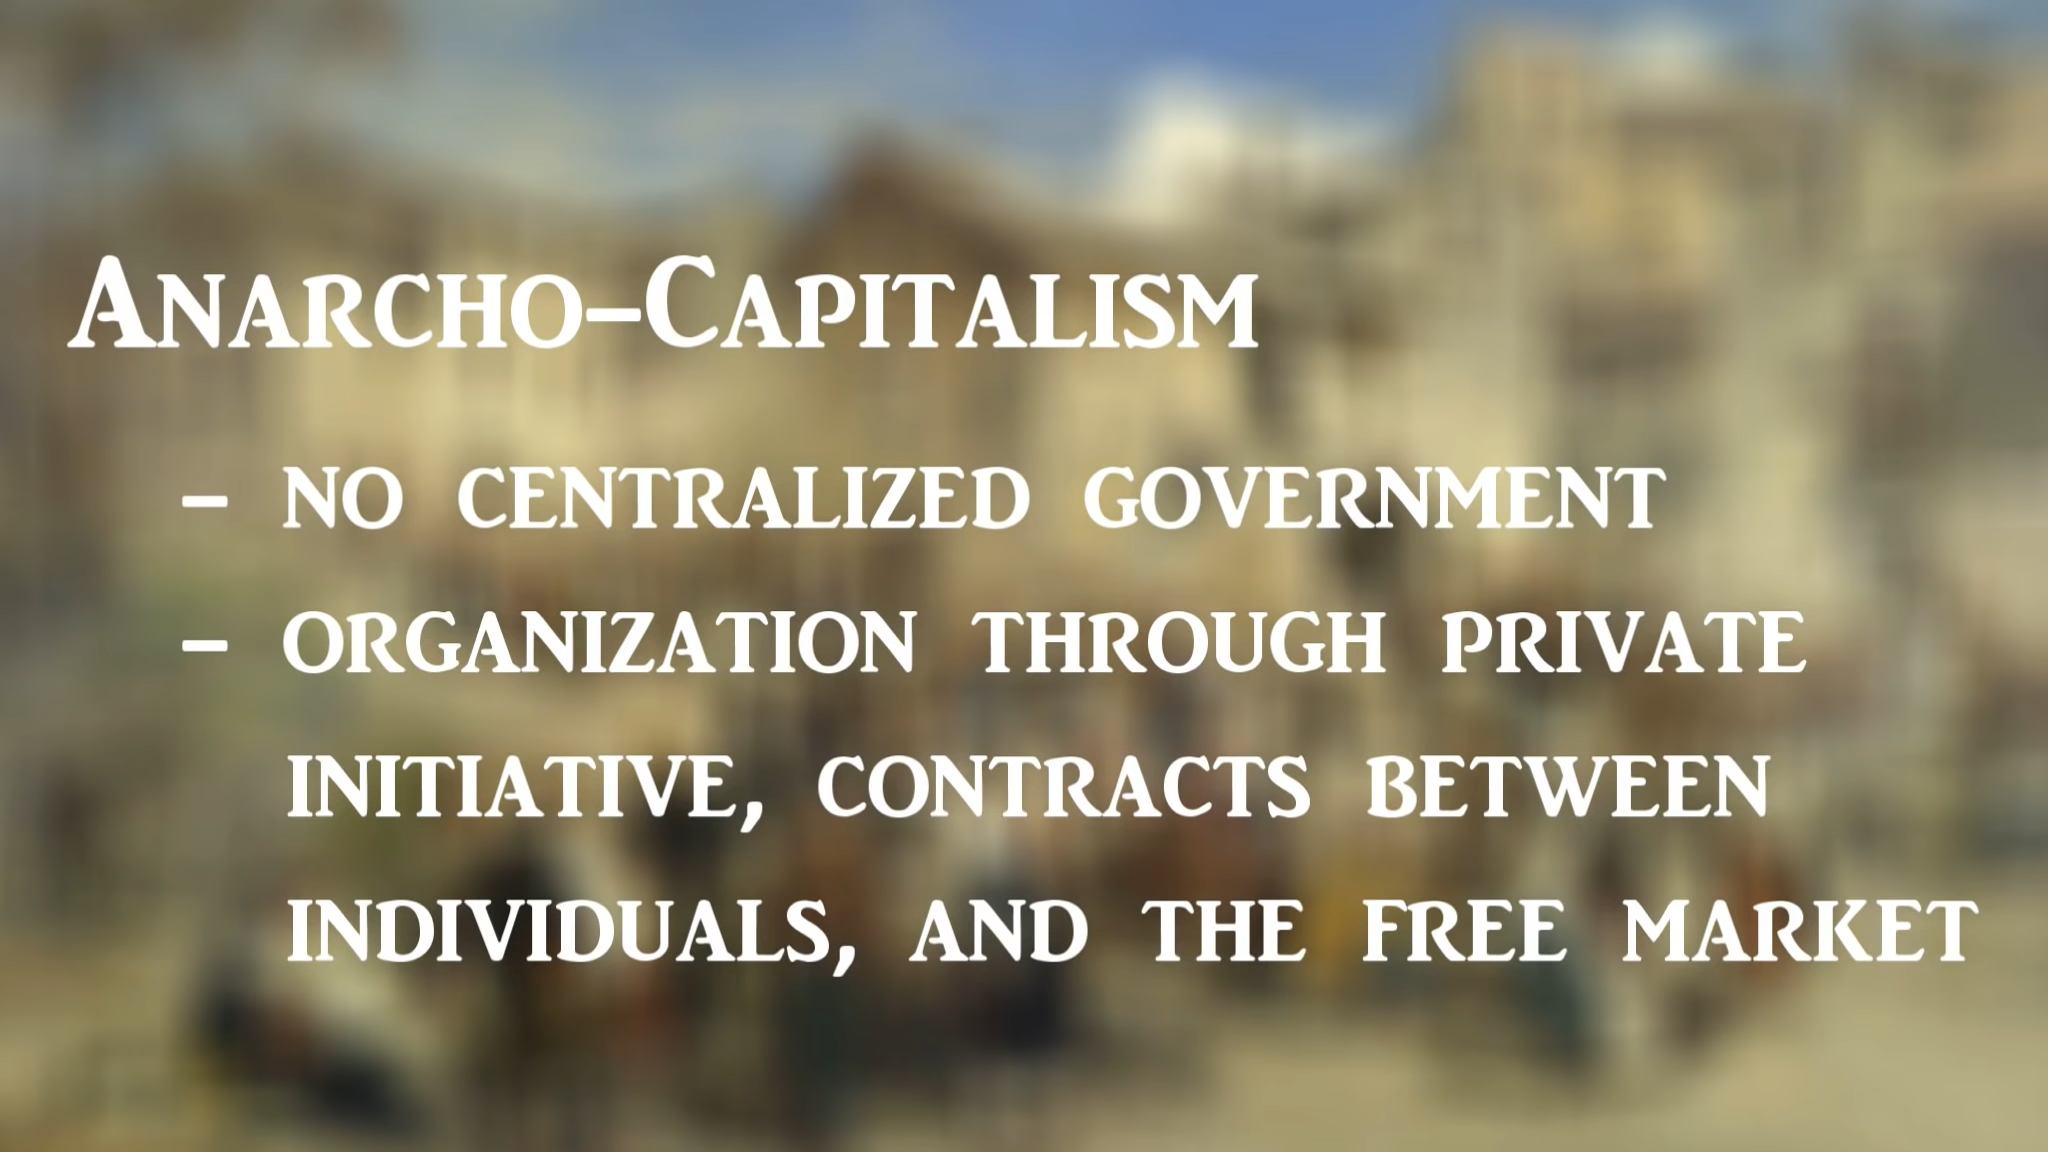 Anarcho-Capitalism
- no centralized government
- organization through private
initiative, contracts between
individuals, and the free market